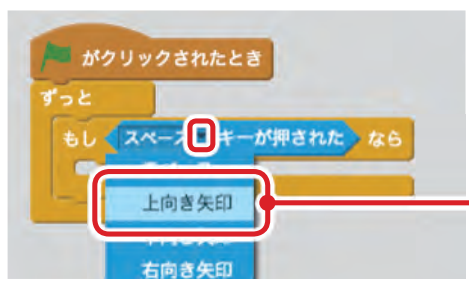 がクリックされたとき
ずっと
もし スペース キーが押された なら
上向き矢印
右向き矢印